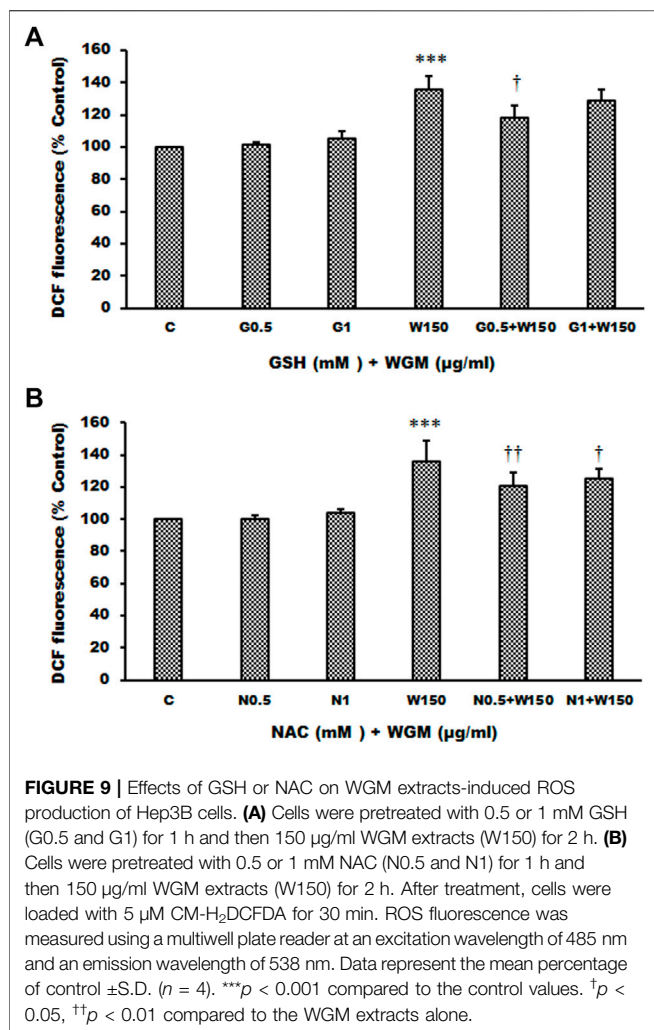 A
DCF fluorescence (% Control)
160
140
120
100
80
60
40
20
0
***
†
C G0.5 G1 W150 G0.5+W150 G1+W150
GSH (mM ) + WGM (µg/ml)
B
DCF fluorescence (% Control)
160
140
120
100
80
60
40
20
0
***
††
†
C N0.5 N1 W150 N0.5+W150 N1+W150
NAC (mM ) + WGM (µg/ml)
FIGURE 9 | Effects of GSH or NAC on WGM extracts-induced ROS
production of Hep3B cells. (A) Cells were pretreated with 0.5 or 1 mM GSH
(G0.5 and G1) for 1 h and then 150 µg/ml WGM extracts (W150) for 2 h. (B)
Cells were pretreated with 0.5 or 1 mM NAC (N0.5 and N1) for 1 h and
then 150 µg/ml WGM extracts (W150) for 2 h. After treatment, cells were
loaded with 5 µM CM-H₂DCFDA for 30 min. ROS fluorescence was
measured using a multiwell plate reader at an excitation wavelength of 485 nm
and an emission wavelength of 538 nm. Data represent the mean percentage
of control ±S.D. (n = 4). ***p < 0.001 compared to the control values. †p <
0.05, ††p < 0.01 compared to the WGM extracts alone.